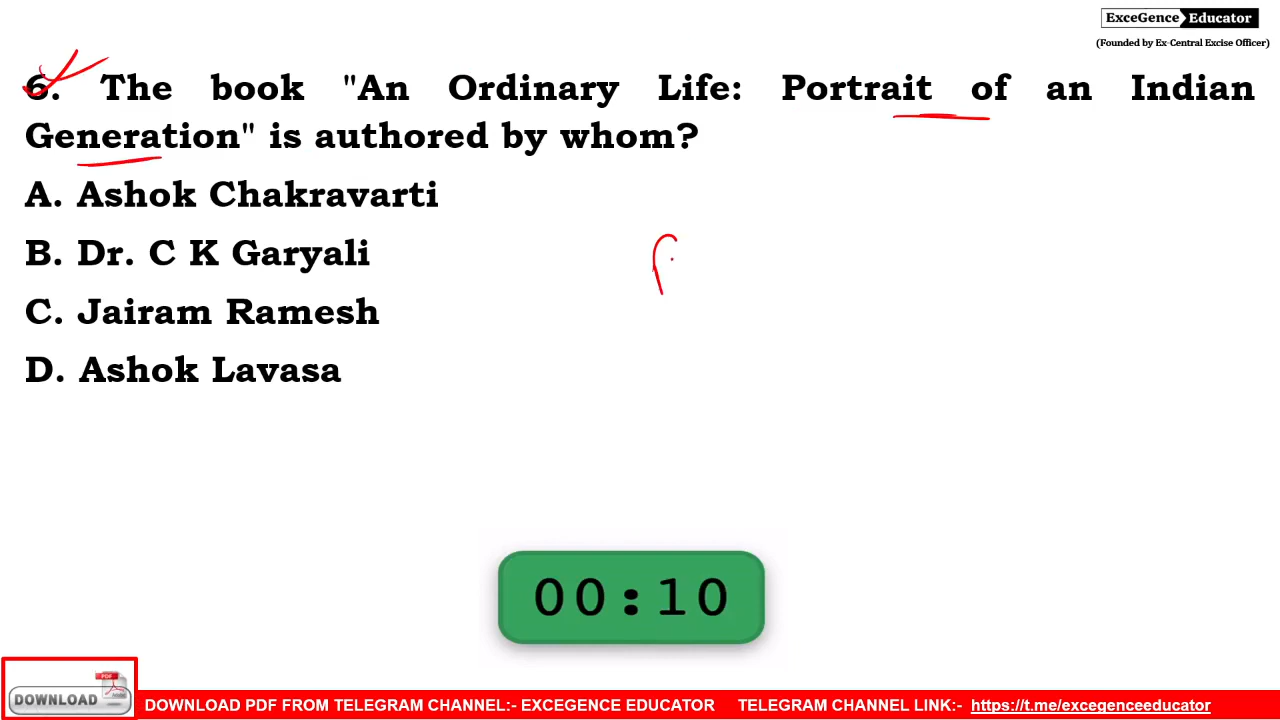 ExceGence Educator
(Founded by Ex-Central Excise Officer)
6. The book "An Ordinary Life: Portrait of an Indian
Generation" is authored by whom?
A. Ashok Chakravarti
B. Dr. C K Garyali
C. Jairam Ramesh
D. Ashok Lavasa
00:10
PDF
DOWNLOAD
DOWNLOAD PDF FROM TELEGRAM CHANNEL:- EXCEGENCE EDUCATOR TELEGRAM CHANNEL LINK:- https://t.me/excegenceeducator